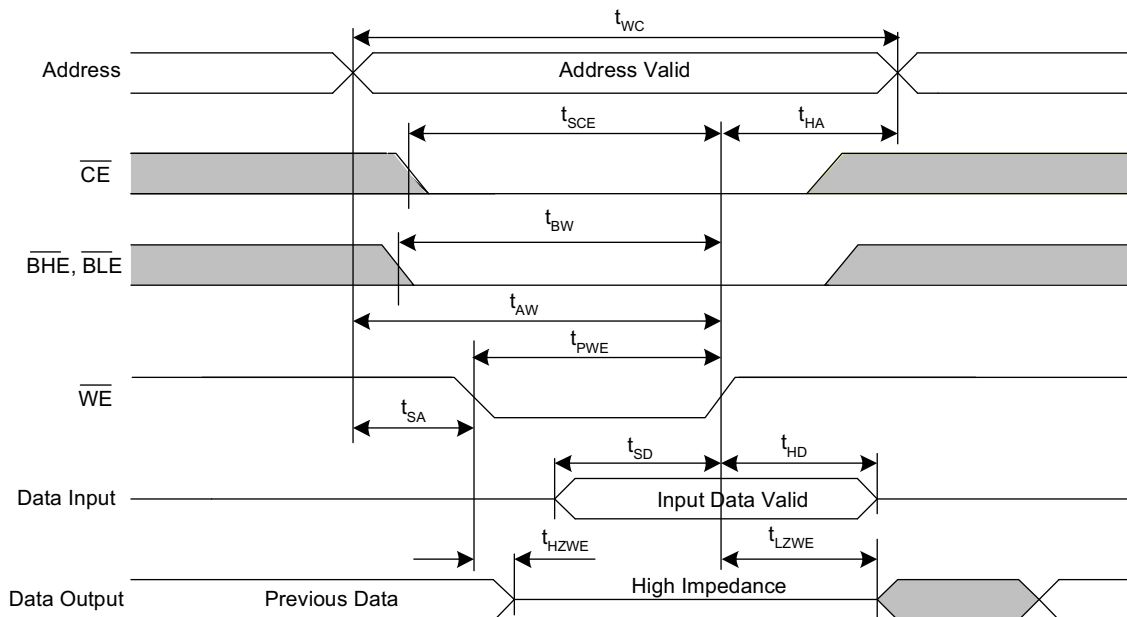 tWC
Address
Address Valid
tSCE
tHA
CE
tBW
BHE, BLE
tAW
tPWE
WE
tSA
tSD
tHD
Data Input
Input Data Valid
tHZWE
tLZWE
Data Output
Previous Data
High Impedance